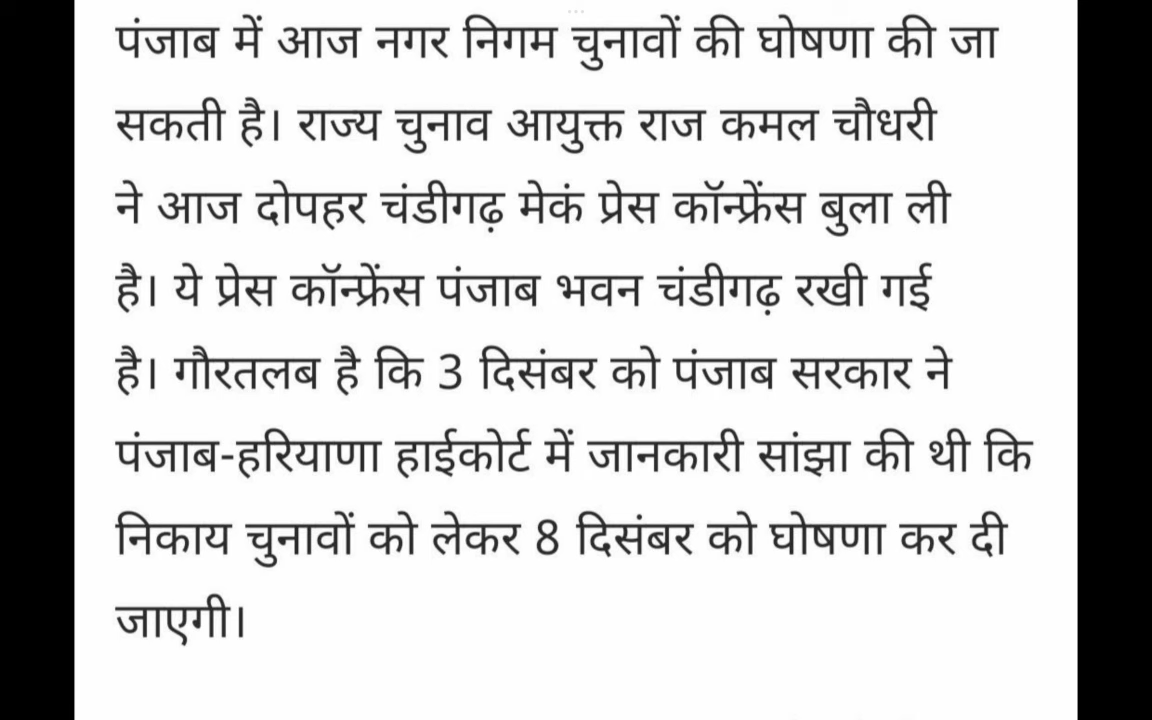 पंजाब में आज नगर निगम चुनावों की घोषणा की जा
सकती है। राज्य चुनाव आयुक्त राज कमल चौधरी
ने आज दोपहर चंडीगढ़ मेकं प्रेस कॉन्फ्रेंस बुला ली
है। ये प्रेस कॉन्फ्रेंस पंजाब भवन चंडीगढ़ रखी गई
है। गौरतलब है कि 3 दिसंबर को पंजाब सरकार ने
पंजाब-हरियाणा हाईकोर्ट में जानकारी सांझा की थी कि
निकाय चुनावों को लेकर 8 दिसंबर को घोषणा कर दी
जाएगी।